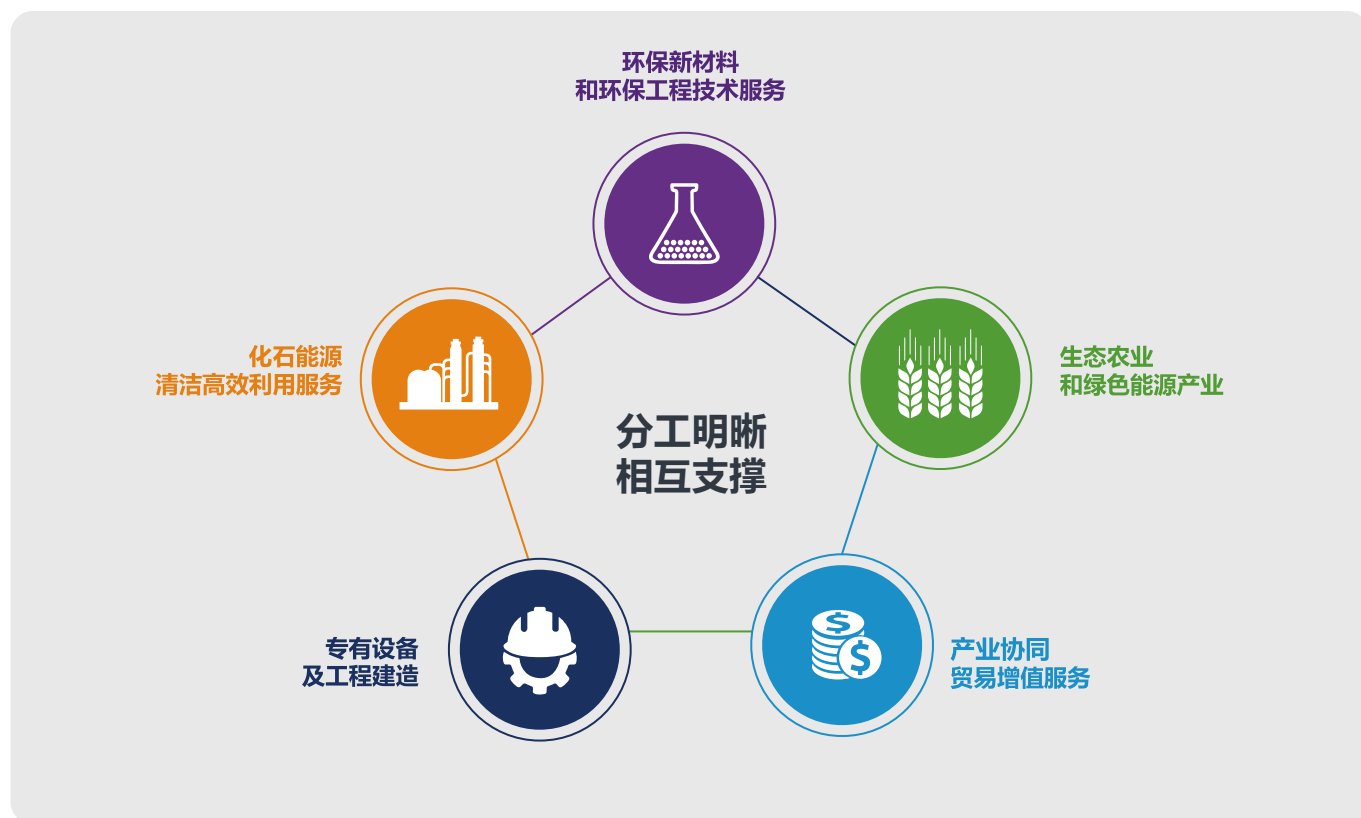 环保新材料
和环保工程技术服务
化石能源
清洁高效利用服务
生态农业
和绿色能源产业
分工明晰
相互支撑
专有设备
及工程建造
产业协同
贸易增值服务